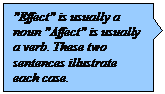 "Effect" is usually a
noun "Affect" is usually
a verb. These two
sentences illustrate
each case.